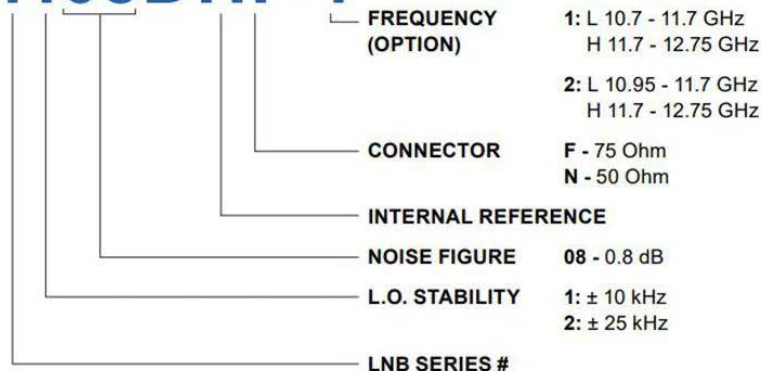 FREQUENCY 1: L 10.7 - 11.7 GHz
(OPTION) H 11.7 - 12.75 GHz
2: L 10.95 - 11.7 GHz
H 11.7 - 12.75 GHz
CONNECTOR F - 75 Ohm
N - 50 Ohm
INTERNAL REFERENCE
NOISE FIGURE 08 - 0.8 dB
L.O. STABILITY 1: ± 10 kHz
2: ± 25 kHz
LNB SERIES #